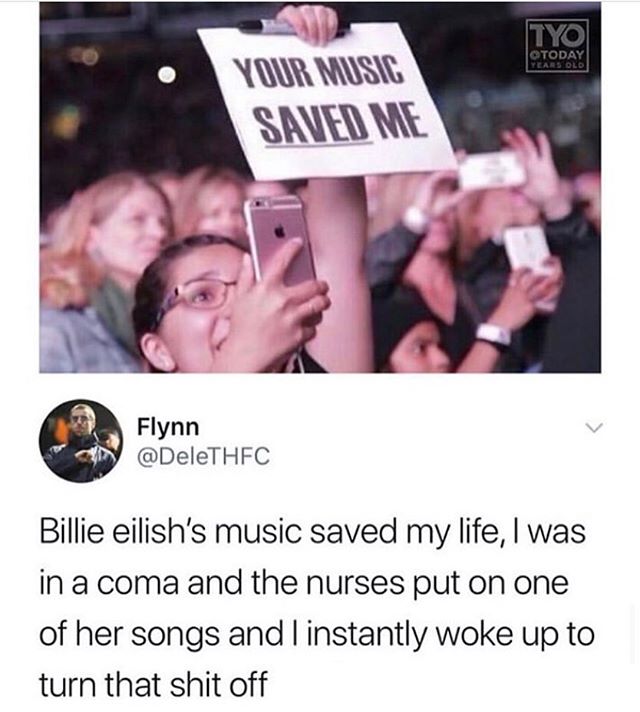 TYO
©TODAY
YEARS OLD
YOUR MUSIC
SAVED ME
Flynn
@DeleTHFC
Billie eilish's music saved my life, I was
in a coma and the nurses put on one
of her songs and I instantly woke up to
turn that shit off